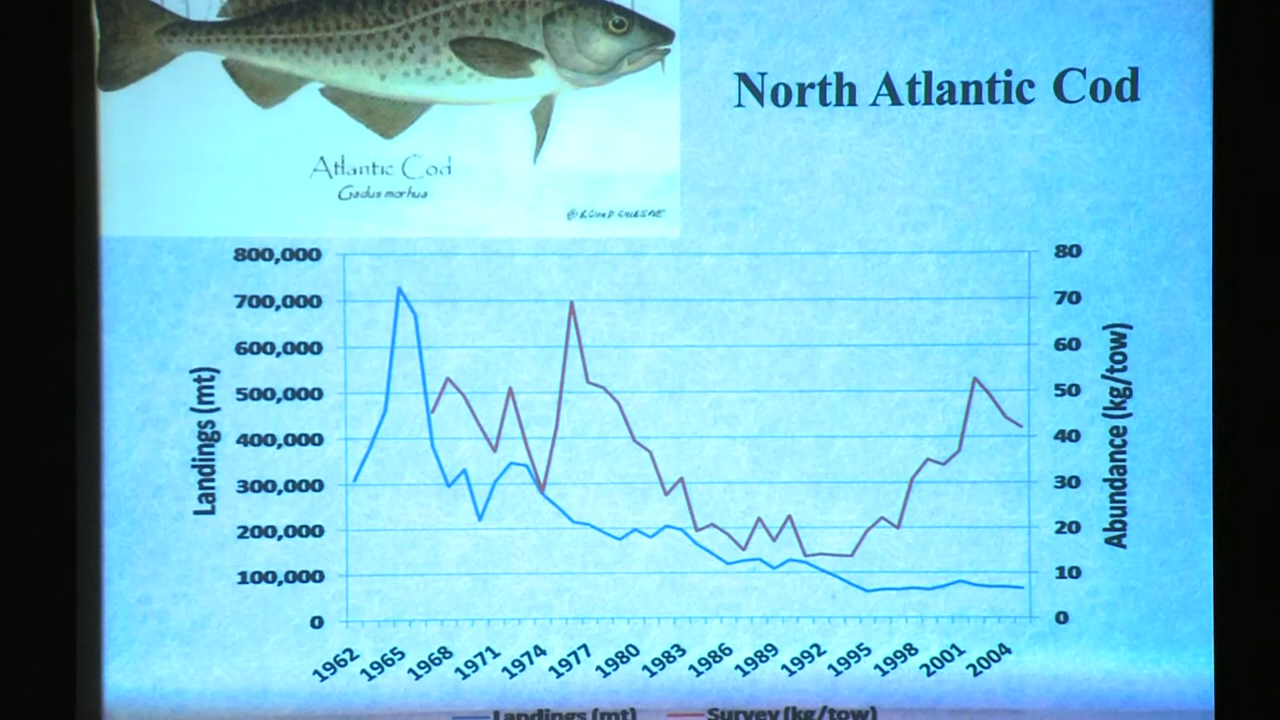 North Atlantic Cod
Atlantic Cod
Gadus morhua
800,000
700,000
600,000
500,000
400,000
300,000
200,000
100,000
0
Landings (mt)
80
70
60
50
40
30
20
10
0
Abundance (kg/tow)
1962 1965 1968 1971 1974 1977 1980 1983 1986 1989 1992 1995 1998 2001 2004
Landings (mt) Survey (kg/tow)